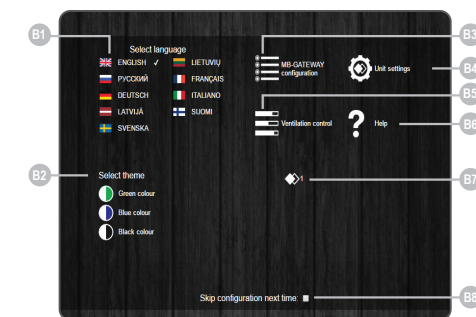 B1
Select language
ENGLISH ✓
РУССКИЙ
DEUTSCH
LATVIJĀ
SVENSKA
LIETUVIŲ
FRANÇAIS
ITALIANO
SUOMI
B3
MB-GATEWAY
configuration
Unit settings
B5
Ventilation control
Help
B6
B2
Select theme
Green colour
Blue colour
Black colour
1
B7
Skip configuration next time:
B8